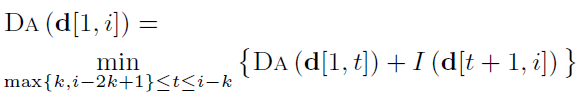 DA (d[1, i]) =
min {DA (d[1, t]) + I (d[t + 1, i]) }
max{k,i−2k+1}≤t≤i−k